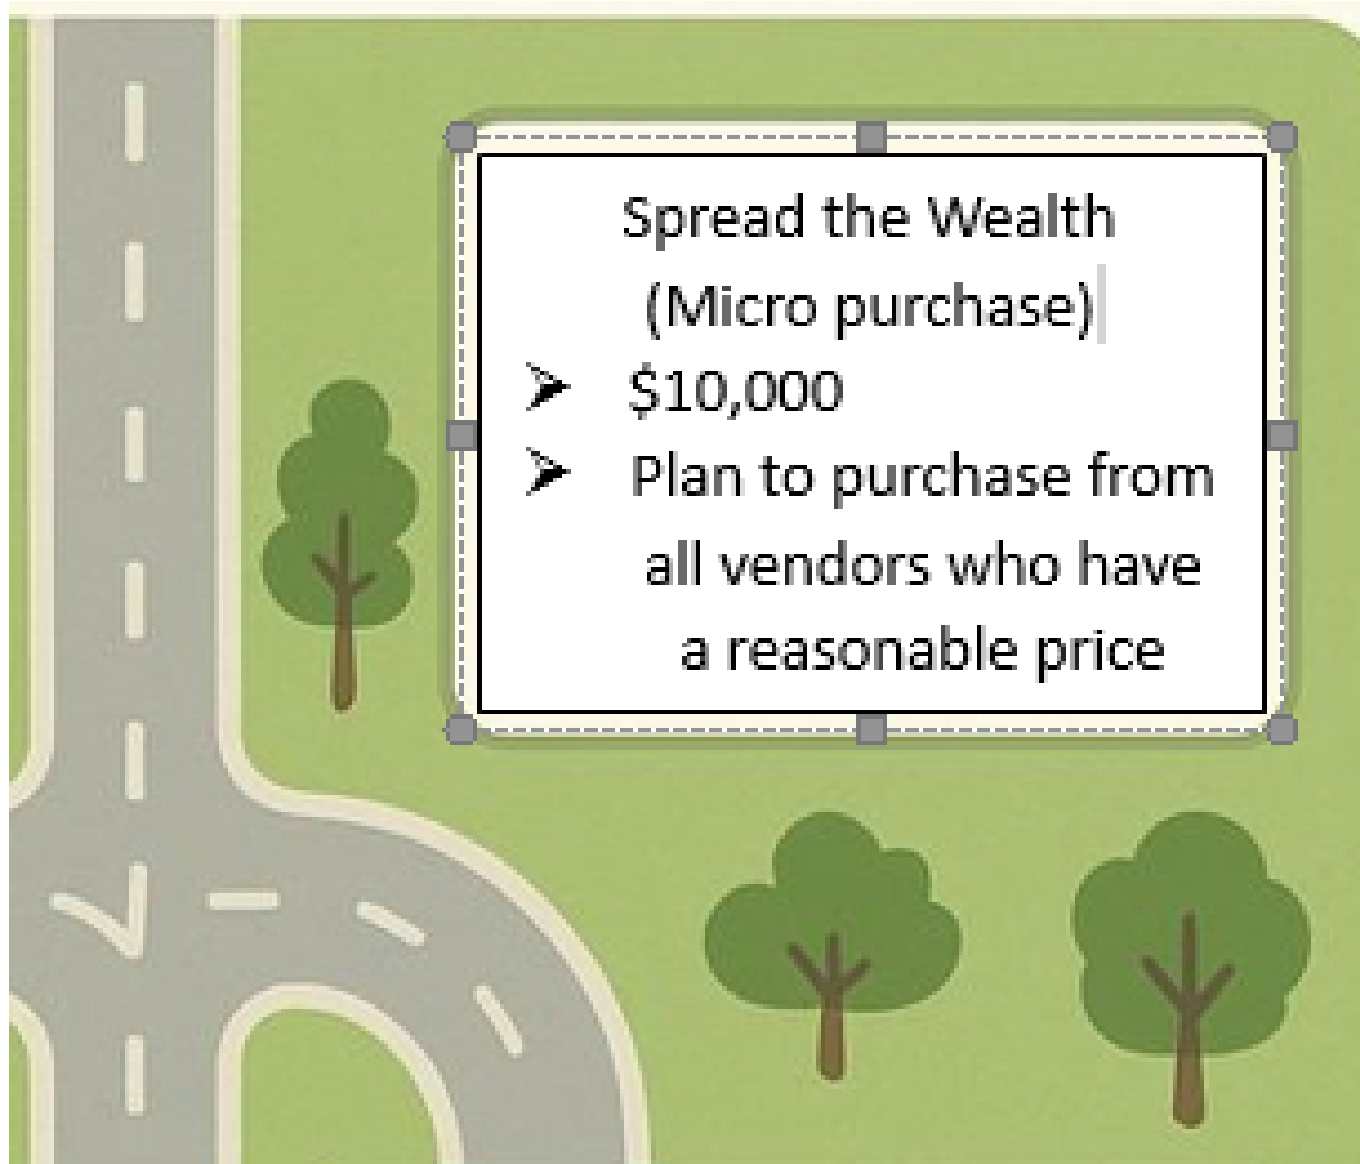 Spread the Wealth
(Micro purchase)
➢ $10,000
➢ Plan to purchase from
all vendors who have
a reasonable price